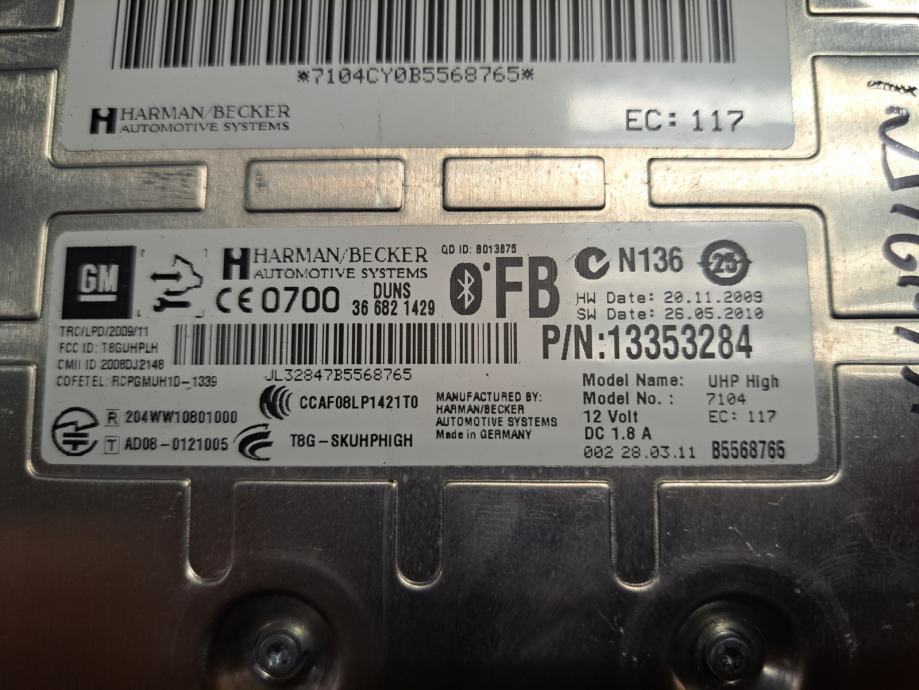 *7104CY0B5568765*
HARMAN/BECKER
AUTOMOTIVE SYSTEMS
EC: 117
GM
HARMAN/BECKER
AUTOMOTIVE SYSTEMS
QD ID: B013875
FB
N136
25
CE 0700
DUNS
36 682 1429
HW Date: 20.11.2009
SW Date: 26.05.2010
P/N:13353284
TRC/LPD/2009/11
FCC ID: T8GUHPLH
CMII ID 2008DJ2148
COFETEL: RCPGMUH10-1339
JL32847B5568765
R 204WW10801000
T AD08-0121005
CCAF08LP1421T0
T8G-SKUHPHIGH
MANUFACTURED BY:
HARMAN/BECKER
AUTOMOTIVE SYSTEMS
Made in GERMANY
Model Name: UHP High
Model No.: 7104
12 Volt EC: 117
DC 1.8 A
002 28.03.11 B5568765